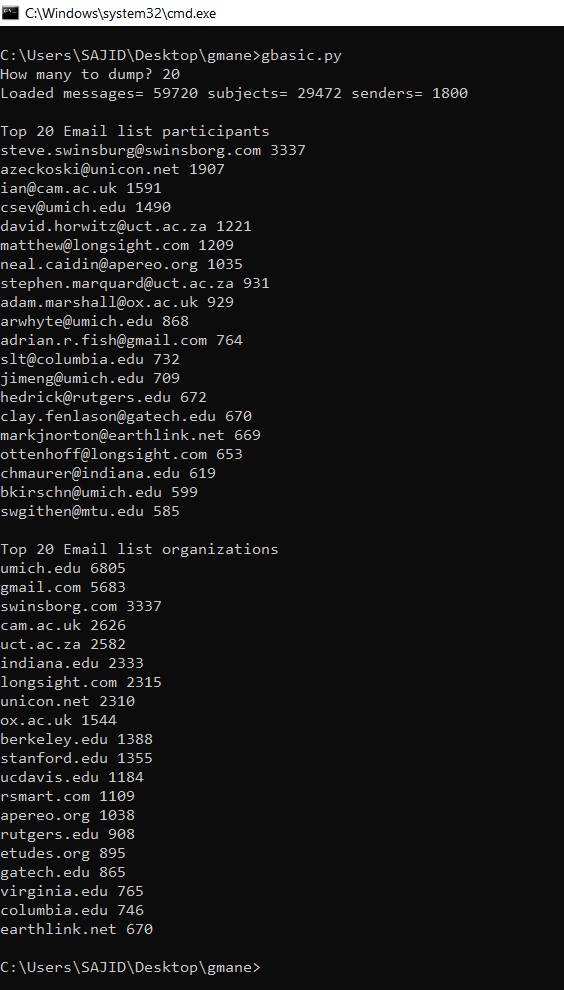 C:\Windows\system32\cmd.exe
C:\Users\SAJID\Desktop\gmane>gbasic.py
How many to dump? 20
Loaded messages= 59720 subjects= 29472 senders= 1800
Top 20 Email list participants
steve.swinsburg@swinsborg.com 3337
azeckoski@unicon.net 1907
ian@cam.ac.uk 1591
csev@umich.edu 1490
david.horwitz@uct.ac.za 1221
matthew@longsight.com 1209
neal.caidin@apereo.org 1035
stephen.marquard@uct.ac.za 931
adam.marshall@ox.ac.uk 929
arwhyte@umich.edu 868
adrian.r.fish@gmail.com 764
slt@columbia.edu 732
jimeng@umich.edu 709
hedrick@rutgers.edu 672
clay.fenlason@gatech.edu 670
markjnorton@earthlink.net 669
ottenhoff@longsight.com 653
chmaurer@indiana.edu 619
bkirschn@umich.edu 599
swgithen@mtu.edu 585
Top 20 Email list organizations
umich.edu 6805
gmail.com 5683
swinsborg.com 3337
cam.ac.uk 2626
uct.ac.za 2582
indiana.edu 2333
longsight.com 2315
unicon.net 2310
ox.ac.uk 1544
berkeley.edu 1388
stanford.edu 1355
ucdavis.edu 1184
rsmart.com 1109
apereo.org 1038
rutgers.edu 908
etudes.org 895
gatech.edu 865
virginia.edu 765
columbia.edu 746
earthlink.net 670
C:\Users\SAJID\Desktop\gmane>